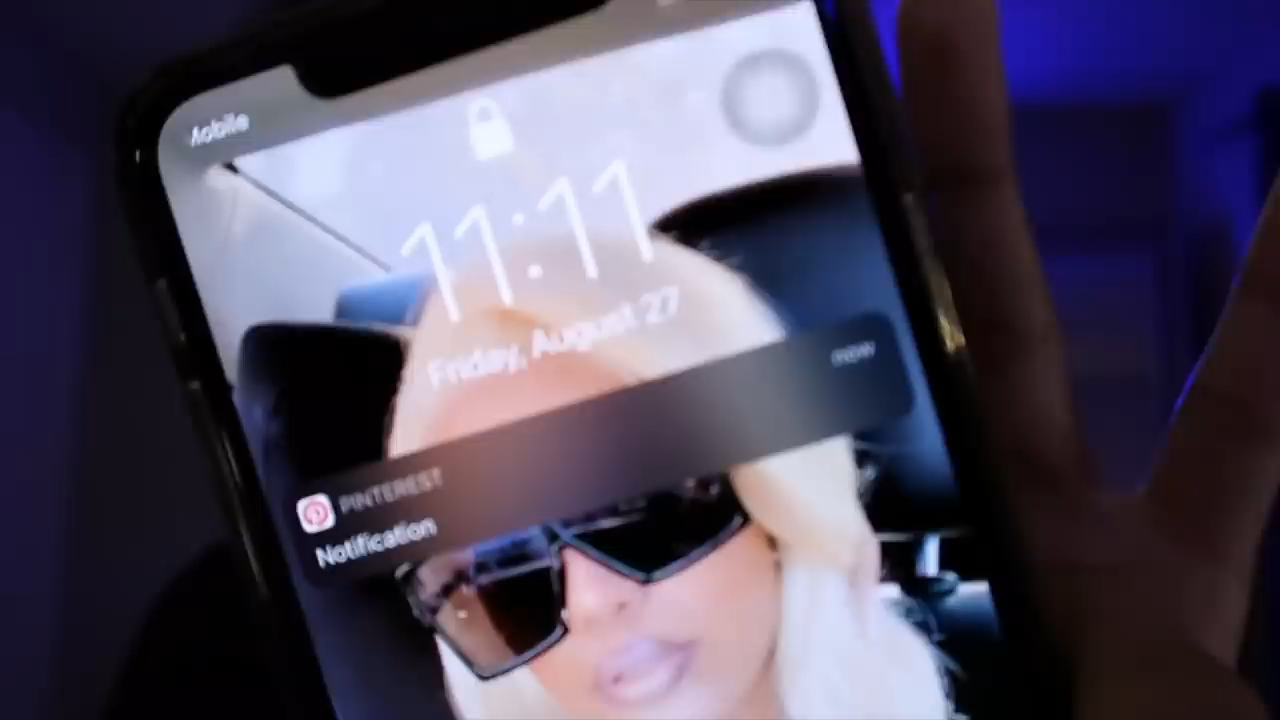 Mobile
11:11
Friday, August 27
PINTEREST
now
Notification